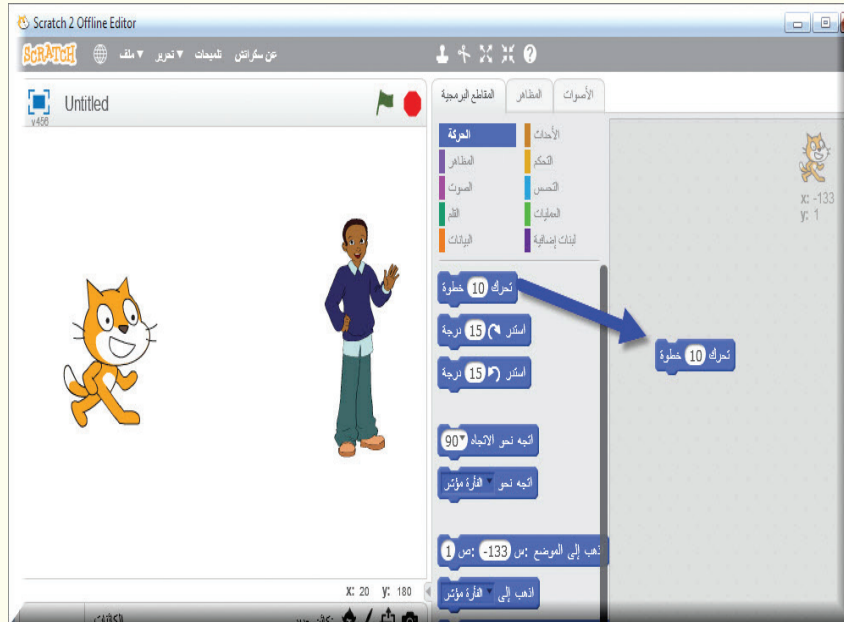 Scratch 2 Offline Editor
SCRATCH ملف ▼ تحرير ▼ تلميحات عن سكراتش
v456 Untitled
المقاطع البرمجية المظاهر الأصوات
الحركة الأحداث
المظاهر التحكم
الصوت التحسس
القلم العمليات
البيانات لبنات إضافية
x: -133
y: 1
تحرك 10 خطوة
استدر 15 درجة
استدر 15 درجة
اتجه نحو الاتجاه 90▼
اتجه نحو الفأرة مؤشر
اذهب إلى الموضع س: -133 ص: 1
اذهب إلى الفأرة مؤشر
تحرك 10 خطوة
X: 20 y: 180
الكائنات